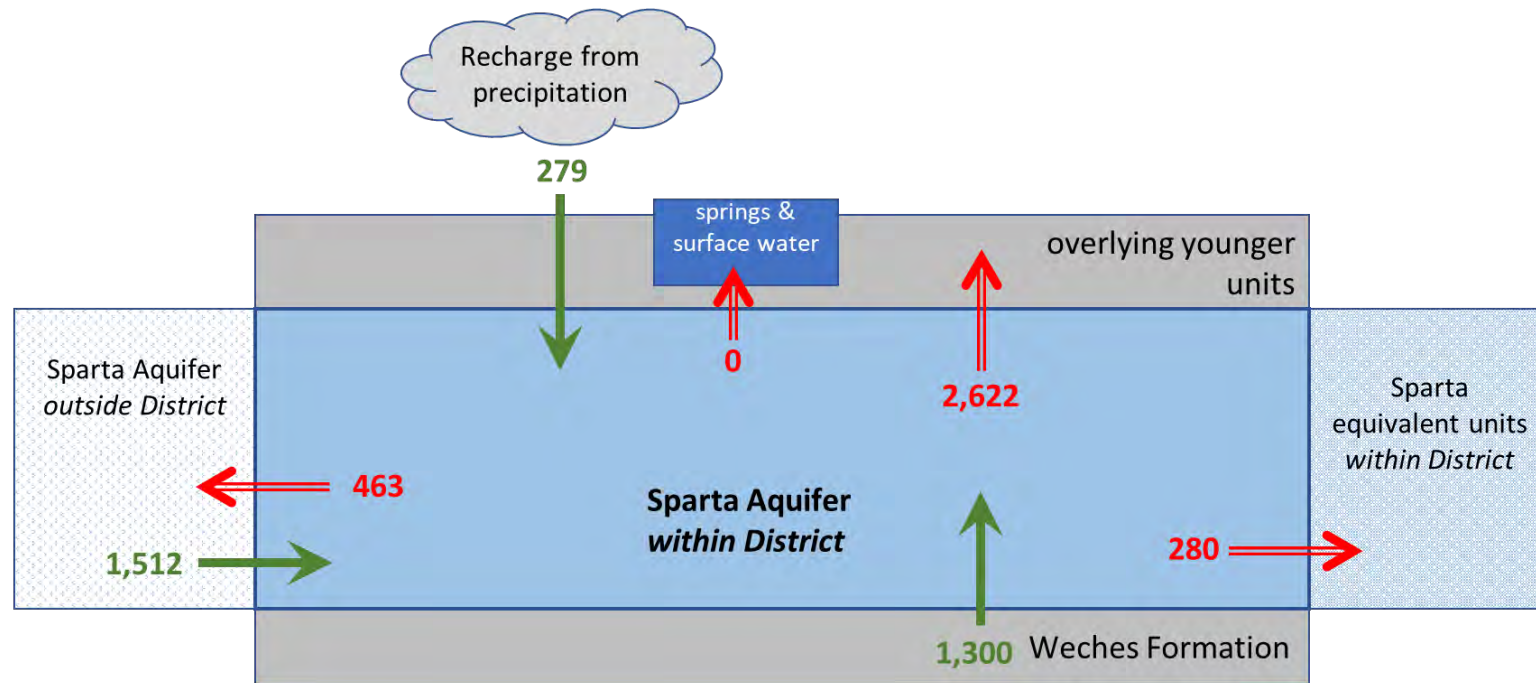 Recharge from
precipitation
279
springs &
surface water
overlying younger
units
0
2,622
Sparta Aquifer
outside District
463
1,512
Sparta Aquifer
within District
1,300
Weches Formation
280
Sparta
equivalent units
within District